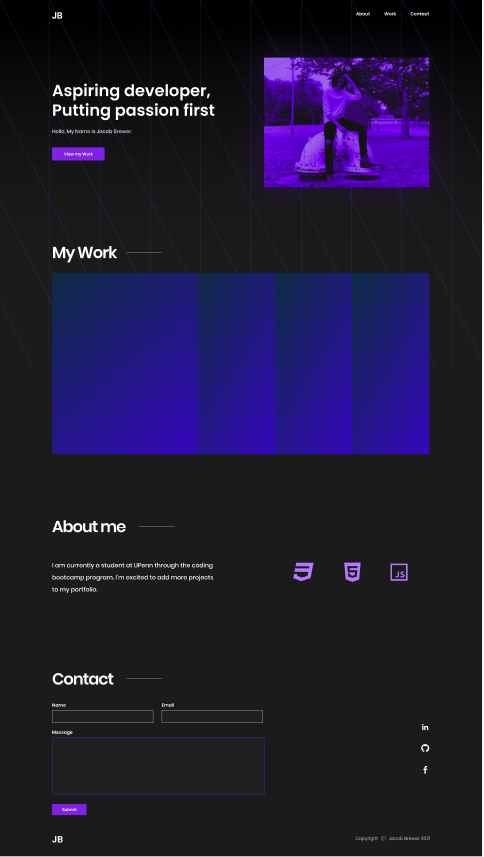 JB
About Work Contact
Aspiring developer,
Putting passion first
Hello, My Name is Jacob Brewer.
View my Work
My Work
About me
I am currently a student at UPenn through the coding
bootcamp program. I'm excited to add more projects
to my portfolio.
JS
Contact
Name Email
Message
Submit
JB
Copyright © Jacob Brewer 2021